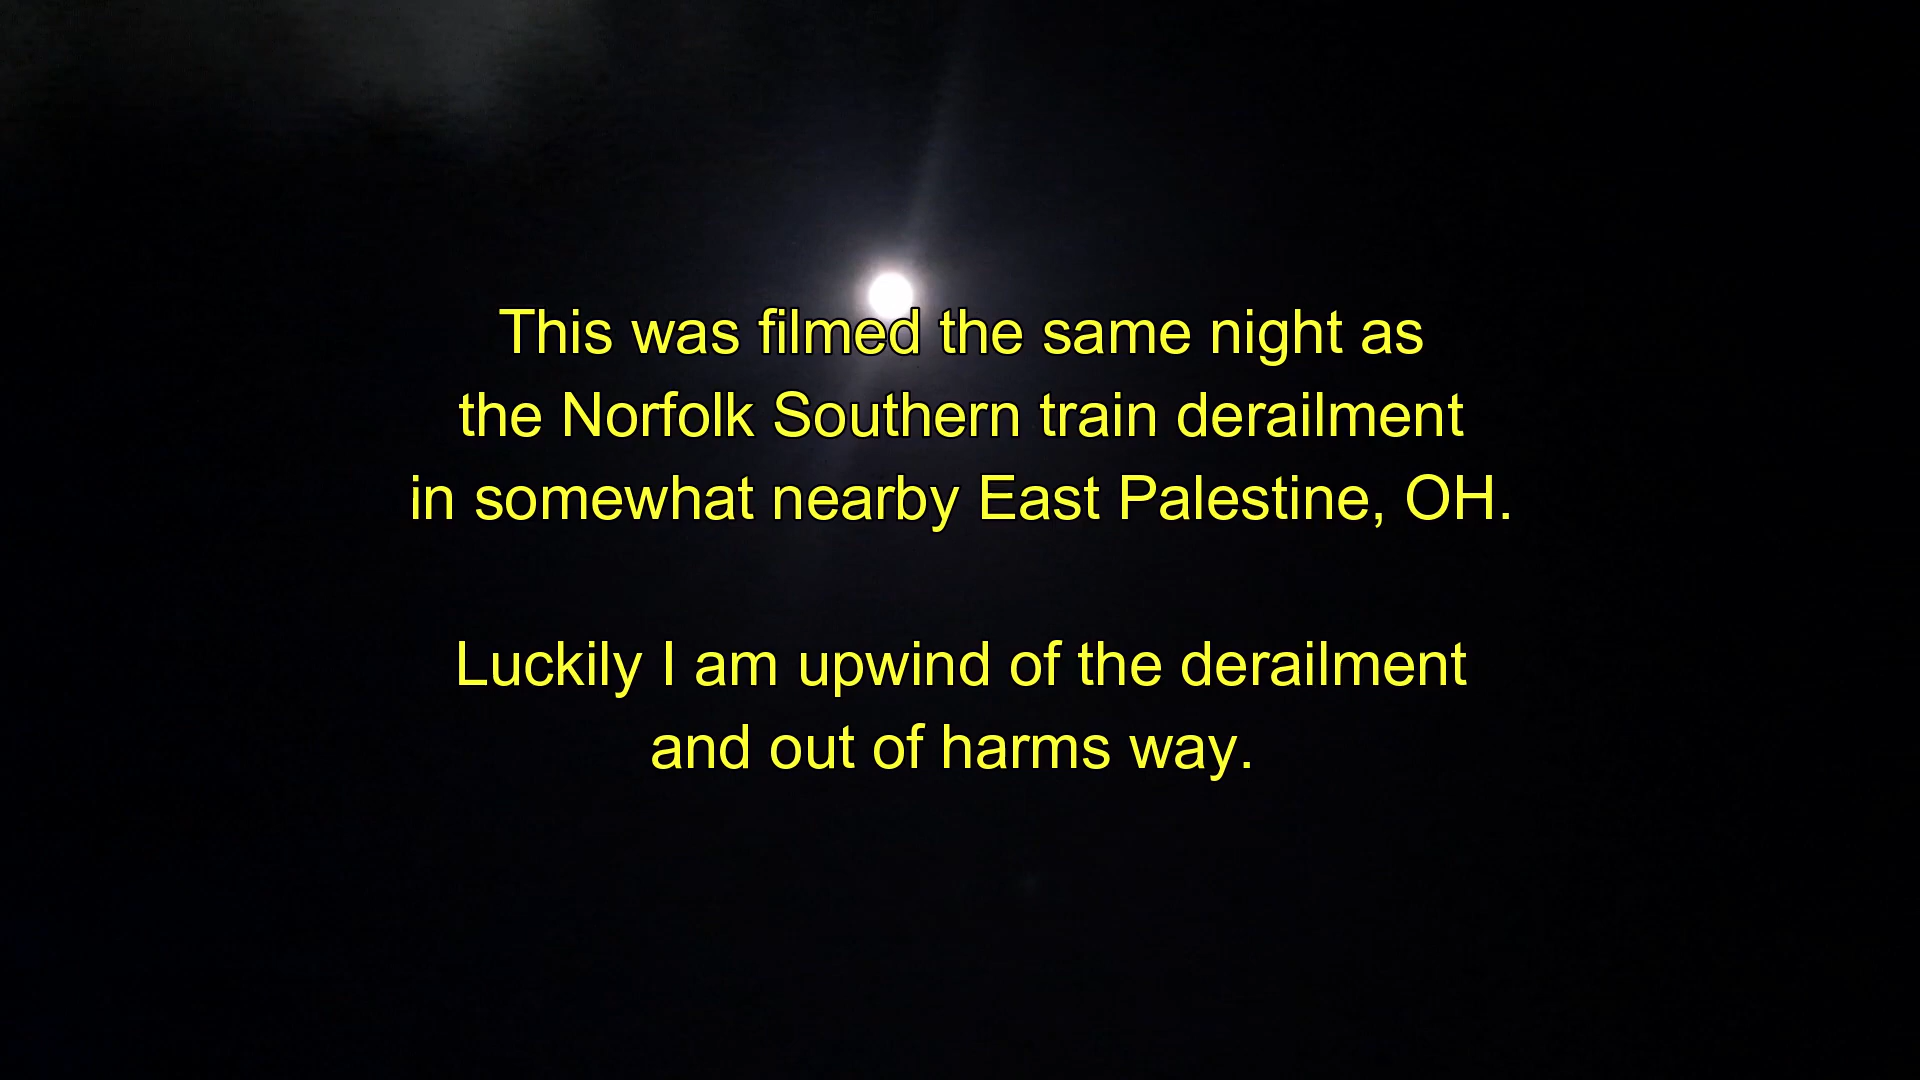 This was filmed the same night as
the Norfolk Southern train derailment
in somewhat nearby East Palestine, OH.
Luckily I am upwind of the derailment
and out of harms way.